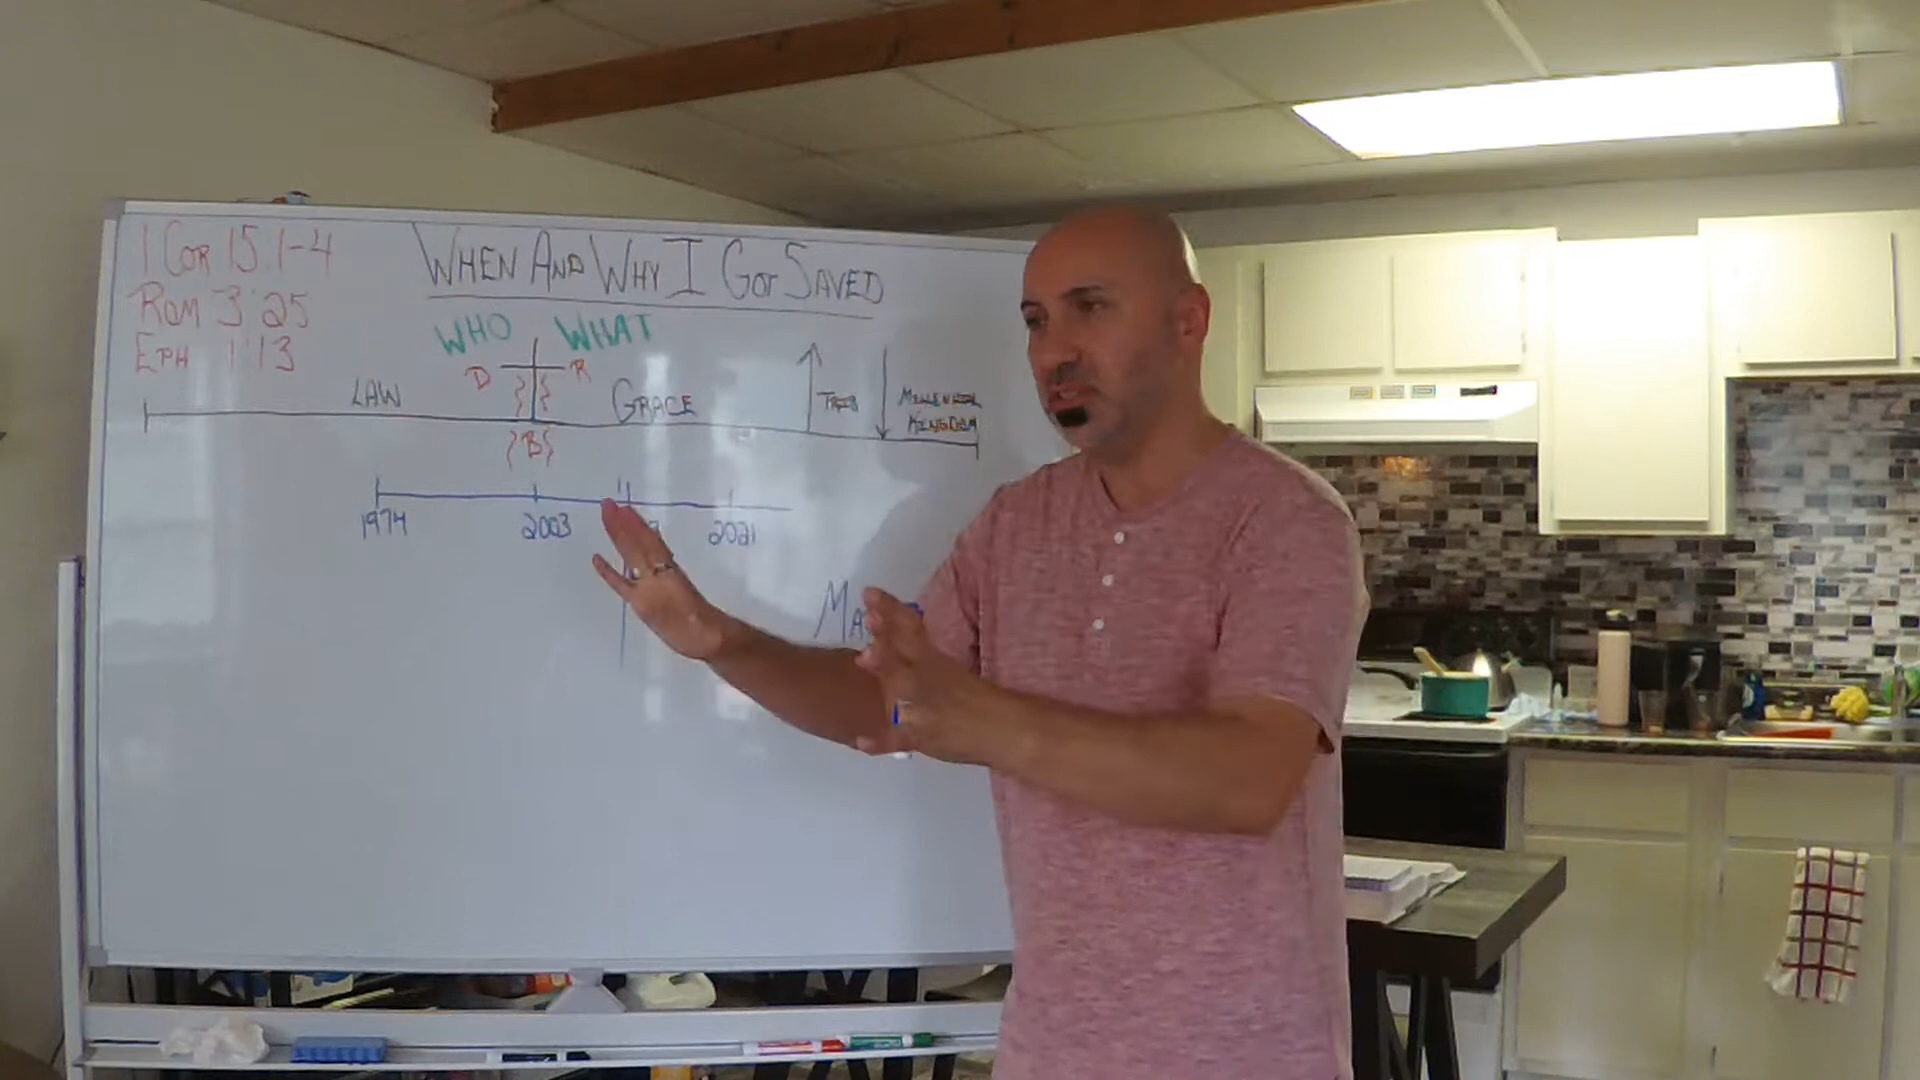 1 COR 15:1-4
ROM 3:25
EPH 1:13
WHEN AND WHY I GOT SAVED
WHO WHAT
D R
LAW GRACE
TRIB
MILLENNIAL
KINGDOM
B
1974 2003 2021